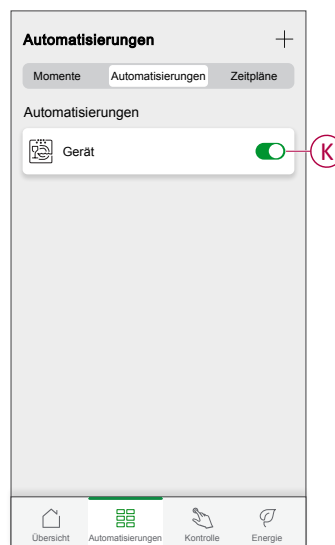 Automatisierungen
Momente Automatisierungen Zeitpläne
Automatisierungen
Gerät
K
Übersicht Automatisierungen Kontrolle Energie